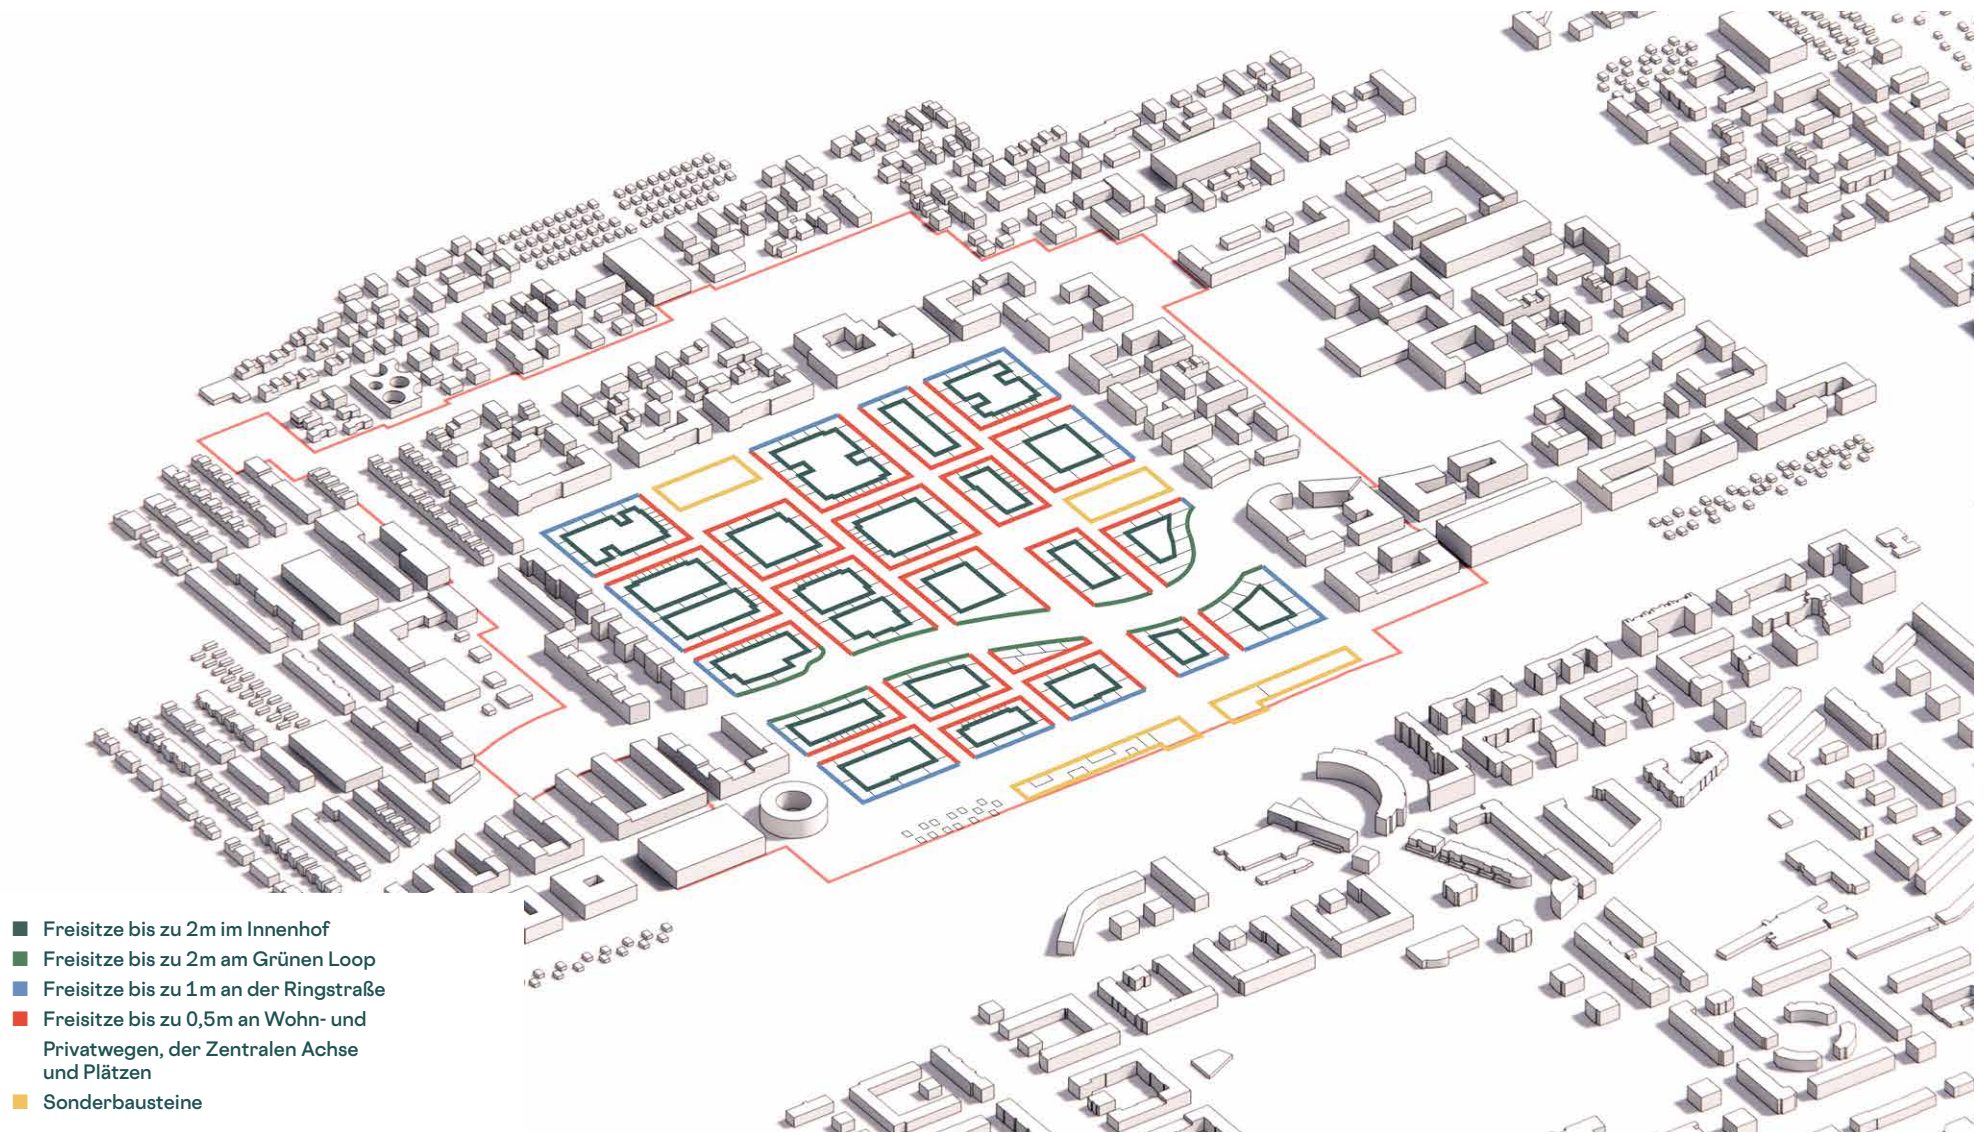 Freisitze bis zu 2m im Innenhof
Freisitze bis zu 2m am Grünen Loop
Freisitze bis zu 1m an der Ringstraße
Freisitze bis zu 0,5m an Wohn- und
Privatwegen, der Zentralen Achse
und Plätzen
Sonderbausteine